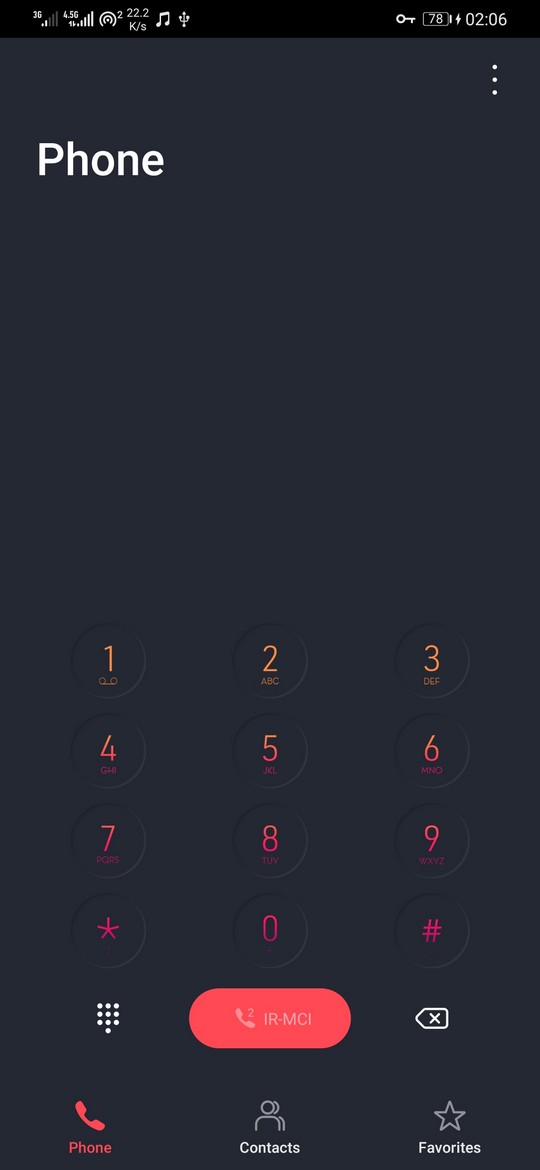 3G 4.5G 2 22.2 K/s 78 02:06
Phone
1 2 3
ABC DEF
4 5 6
GHI JKL MNO
7 8 9
PQRS TUV WXYZ
* 0 #
+
2 IR-MCI
Phone Contacts Favorites